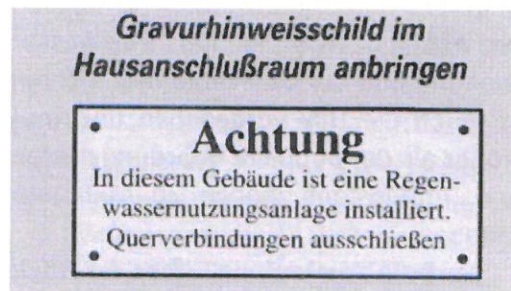 Gravurhinweisschild im
Hausanschlußraum anbringen
Achtung
In diesem Gebäude ist eine Regen-
wassernutzungsanlage installiert.
Querverbindungen ausschließen